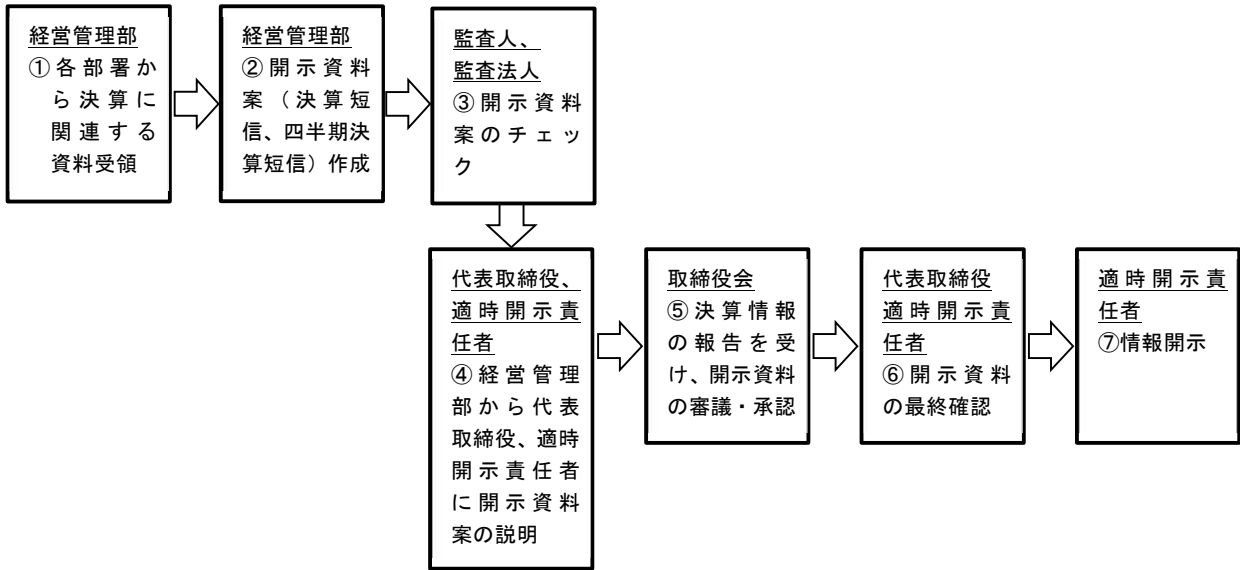 経営管理部
①各部署か
ら決算に
関連する
資料受領
経営管理部
②開示資料
案（決算短
信、四半期決
算短信）作成
監査人、
監査法人
③開示資料
案のチェッ
ク
代表取締役、
適時開示責
任者
④経営管理
部から代表
取締役、適時
開示責任者
に開示資料
案の説明
取締役会
⑤決算情報
の報告を受
け、開示資料
の審議・承認
代表取締役
適時開示責
任者
⑥開示資料
の最終確認
適時開示責
任者
⑦情報開示